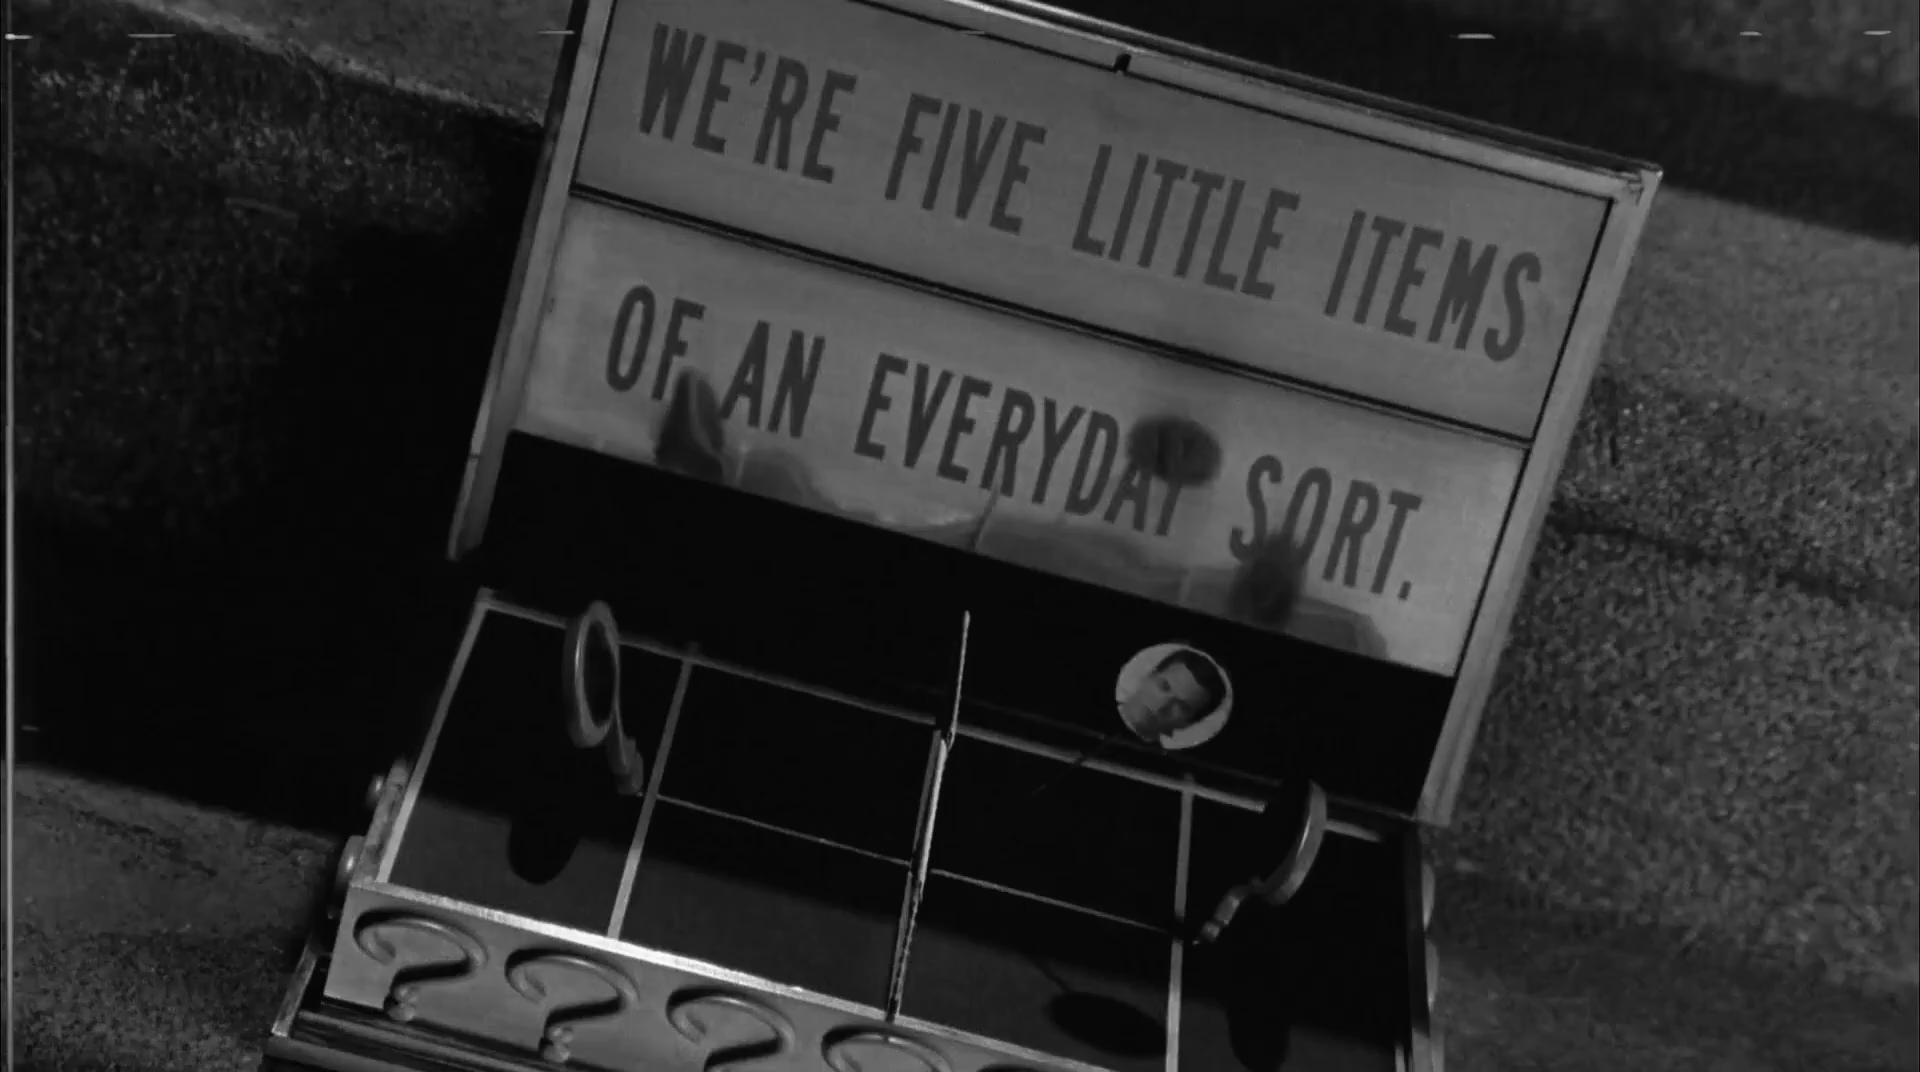 WE'RE FIVE LITTLE ITEMS
OF AN EVERYDAY SORT.
? ? ? ?